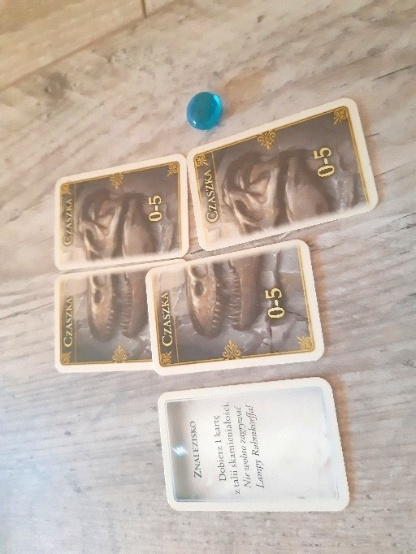 CZASZKA
0-5
CZASZKA
0-5
CZASZKA
CZASZKA
0-5
ZNALEZISKO
Dobierz 1 kartę
z talii skamieniałości.
Nie wolno zagrywać
Lampy Ruhmkorffa!